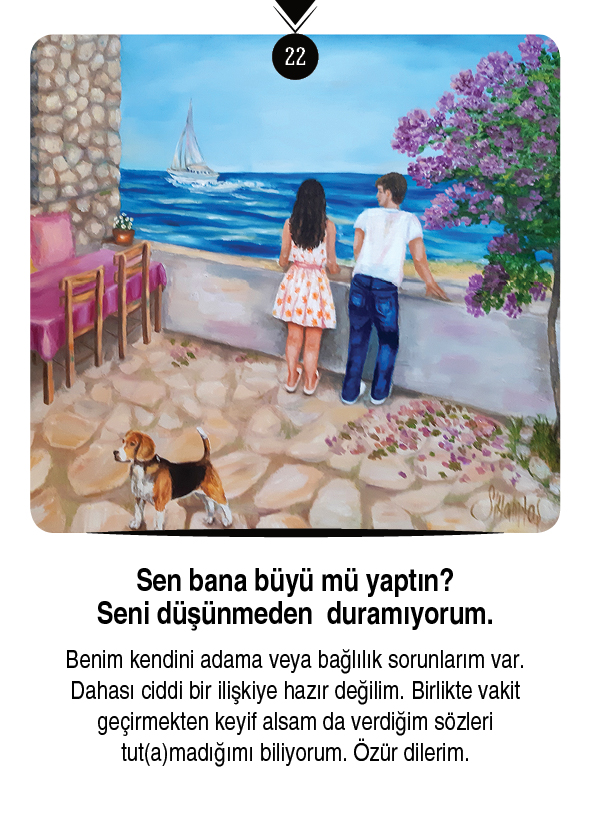 22
Sen bana büyü mü yaptın?
Seni düşünmeden duramıyorum.
Benim kendini adama veya bağlılık sorunlarım var.
Dahası ciddi bir ilişkiye hazır değilim. Birlikte vakit
geçirmekten keyif alsam da verdiğim sözleri
tut(a)madığımı biliyorum. Özür dilerim.